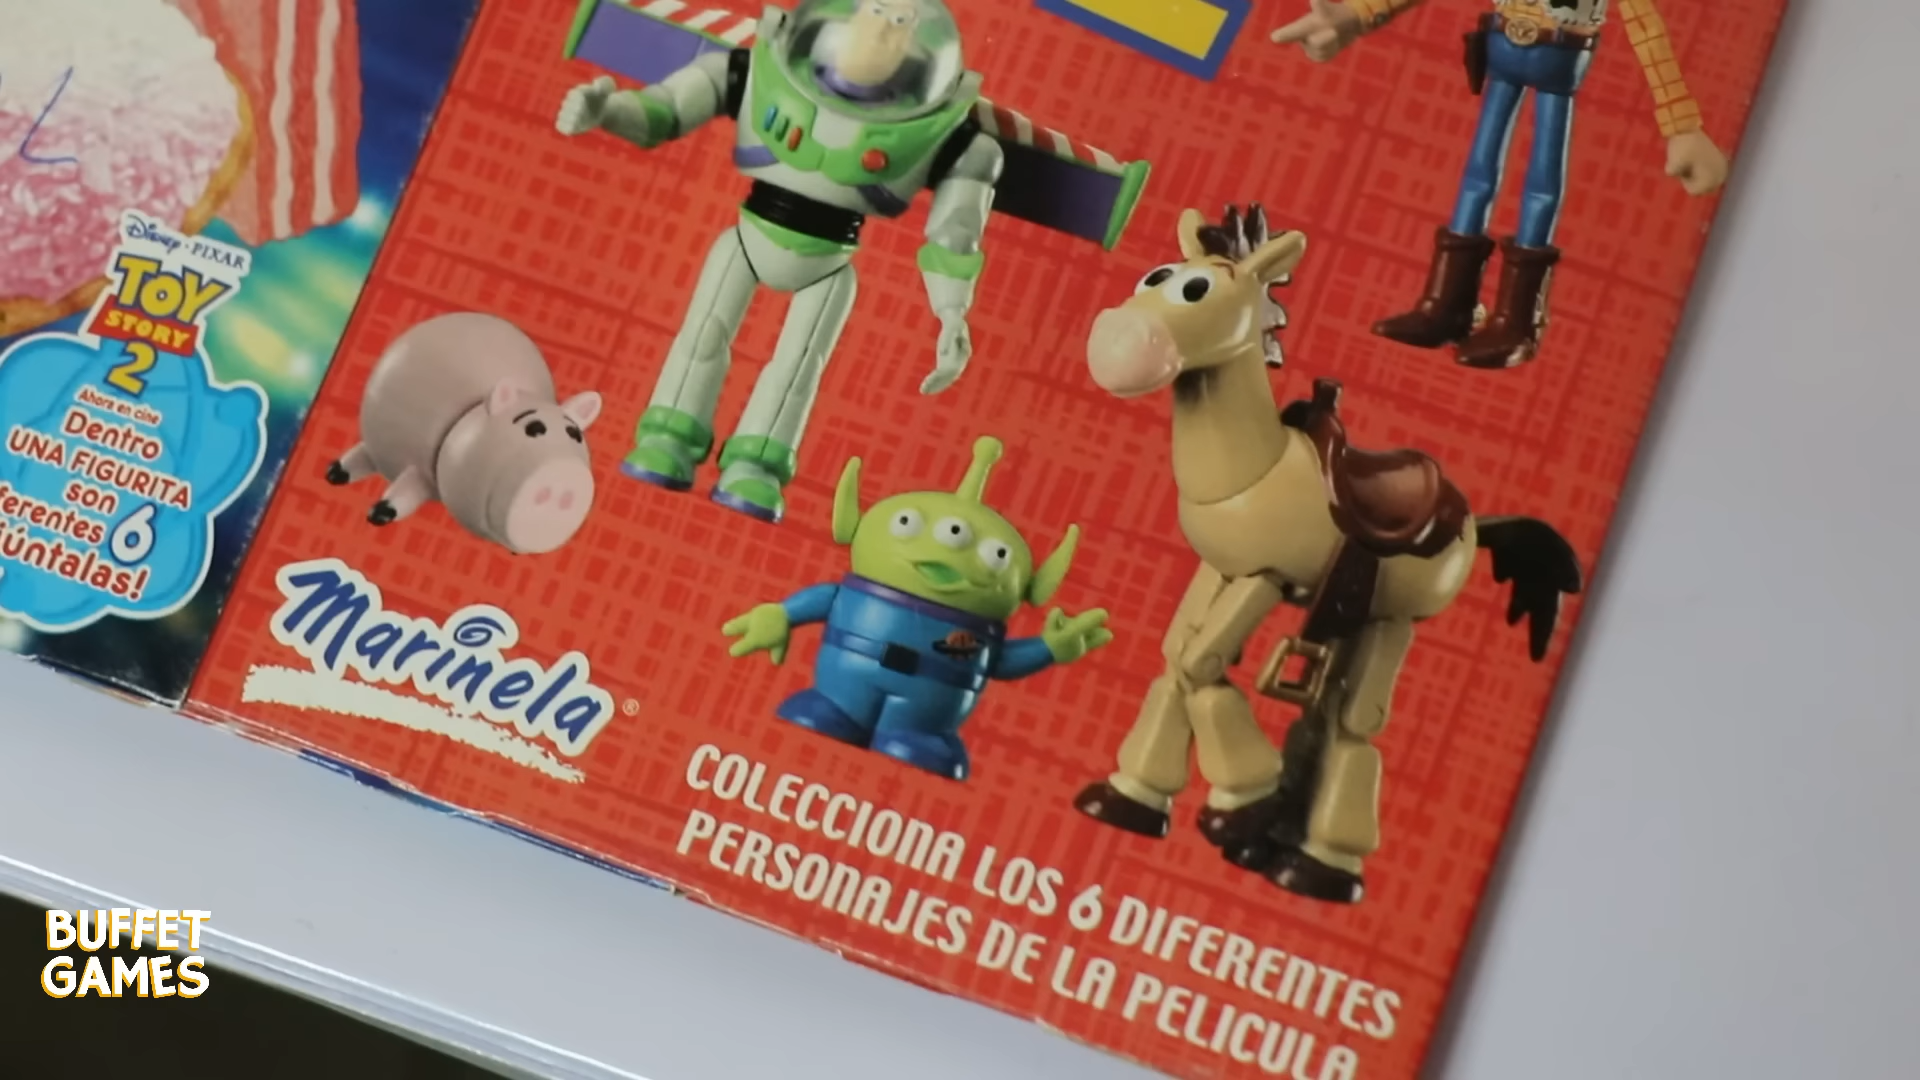 DISNEY · PIXAR
TOY
STORY
2
Ahora en cine
Dentro
UNA FIGURITA
son
ferentes 6
júntalas!
Marinela®
COLECCIONA LOS 6 DIFERENTES
PERSONAJES DE LA PELICULA
BUFFET
GAMES